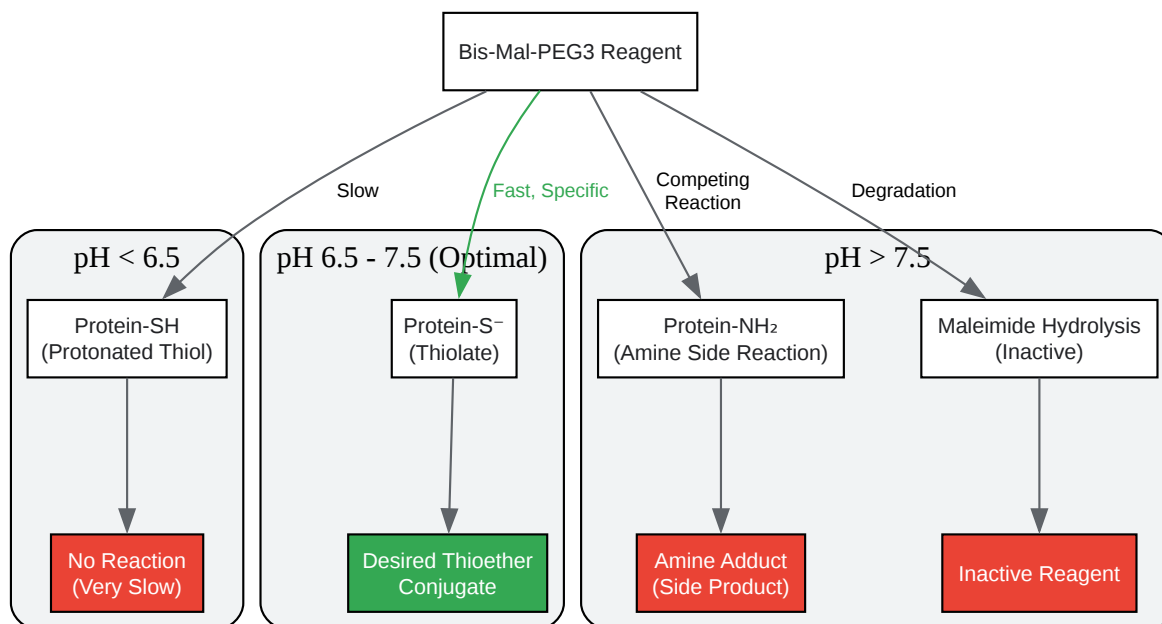 Bis-Mal-PEG3 Reagent
Slow
Fast, Specific
Competing
Reaction
Degradation
pH < 6.5
pH 6.5 - 7.5 (Optimal)
pH > 7.5
Protein-SH
(Protonated Thiol)
Protein-S⁻
(Thiolate)
Protein-NH₂
(Amine Side Reaction)
Maleimide Hydrolysis
(Inactive)
No Reaction
(Very Slow)
Desired Thioether
Conjugate
Amine Adduct
(Side Product)
Inactive Reagent